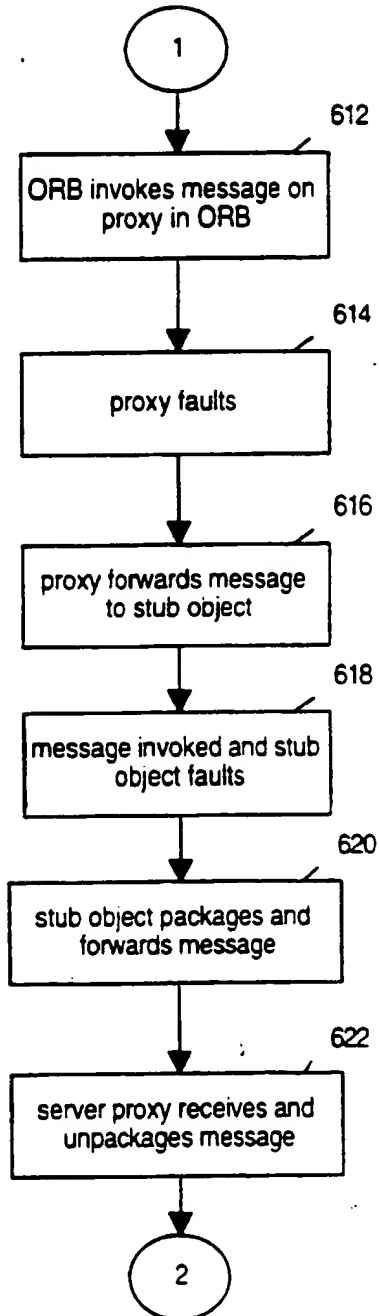 1
612
ORB invokes message on
proxy in ORB
614
proxy faults
616
proxy forwards message
to stub object
618
message invoked and stub
object faults
620
stub object packages and
forwards message
622
server proxy receives and
unpackages message
2